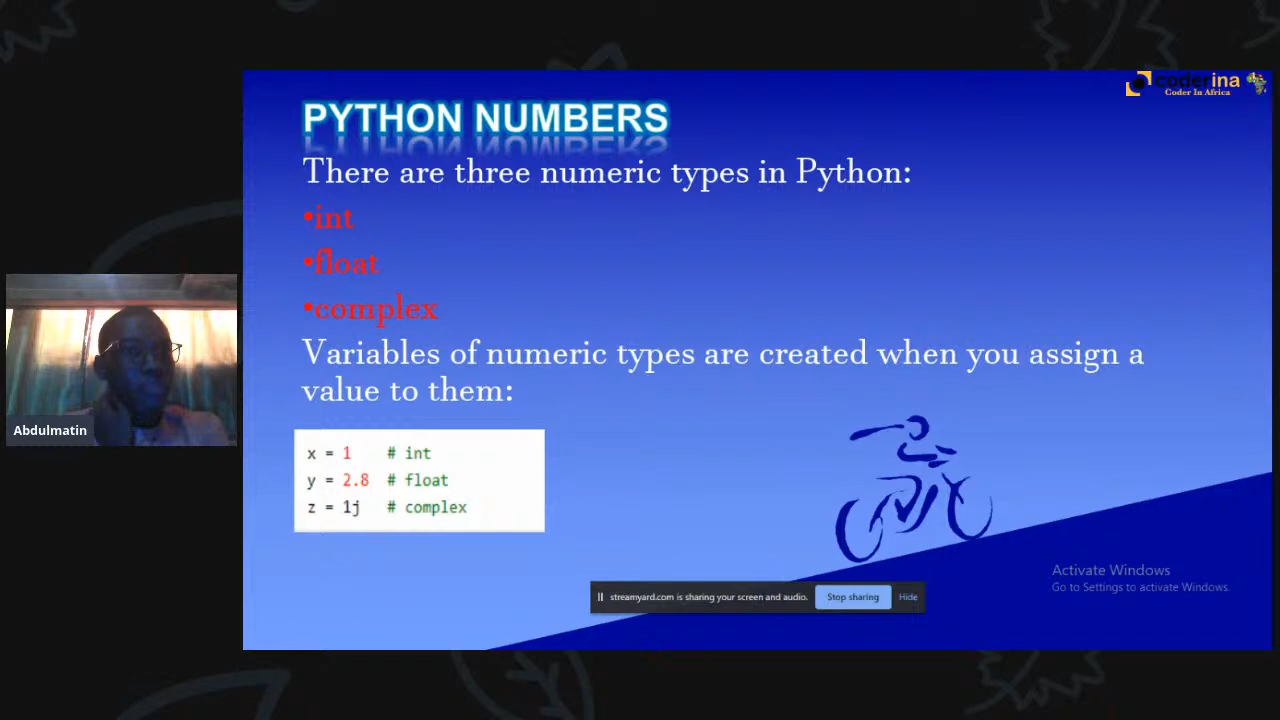 coderina
Coder In Africa
PYTHON NUMBERS
There are three numeric types in Python:
•int
•float
•complex
Variables of numeric types are created when you assign a
value to them:
x = 1 # int
y = 2.8 # float
z = 1j # complex
Abdulmatin
Activate Windows
Go to Settings to activate Windows.
streamyard.com is sharing your screen and audio. Stop sharing Hide